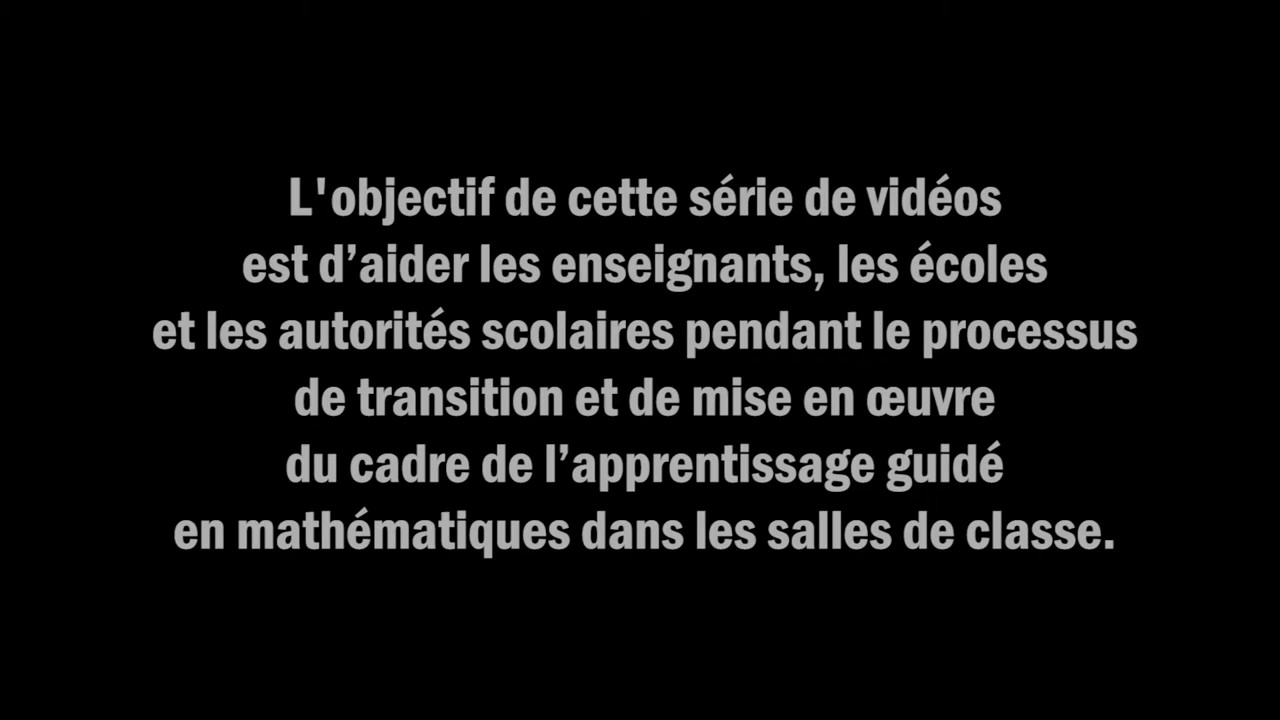 L'objectif de cette série de vidéos
est d’aider les enseignants, les écoles
et les autorités scolaires pendant le processus
de transition et de mise en œuvre
du cadre de l’apprentissage guidé
en mathématiques dans les salles de classe.